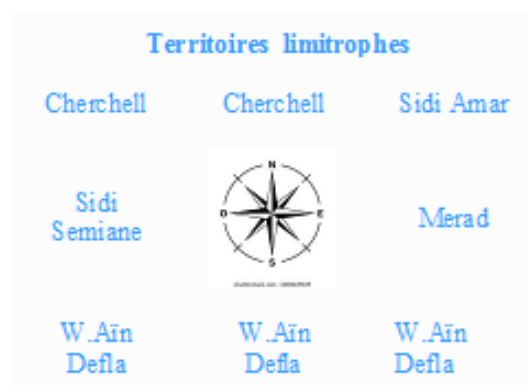 Territoires limitrophes
Cherchell
Cherchell
Sidi Amar
Sidi
Semiane
N
O
E
S
Merad
W.Aïn
Defla
W.Aïn
Defla
W.Aïn
Defla